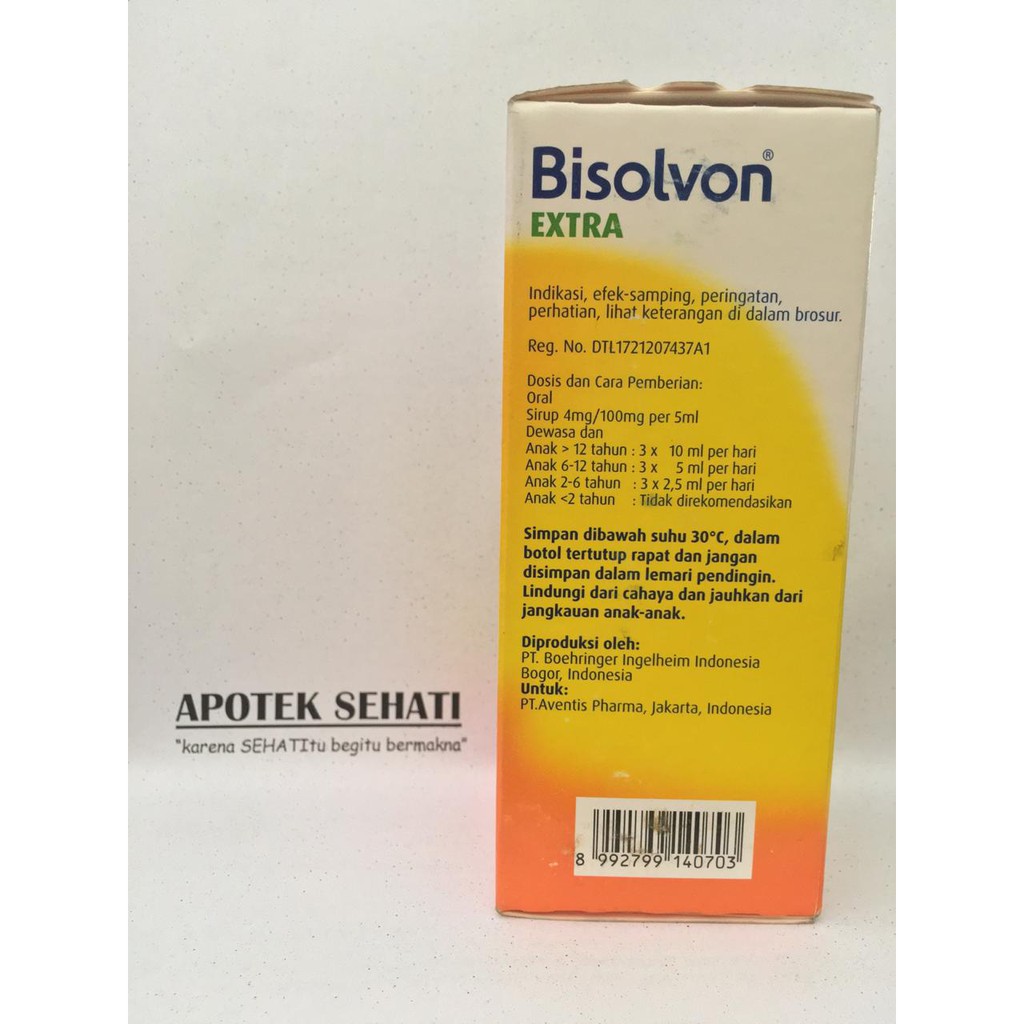 Bisolvon®
EXTRA
Indikasi, efek-samping, peringatan,
perhatian, lihat keterangan di dalam brosur.
Reg. No. DTL1721207437A1
Dosis dan Cara Pemberian:
Oral
Sirup 4mg/100mg per 5ml
Dewasa dan
Anak > 12 tahun : 3 x 10 ml per hari
Anak 6-12 tahun : 3 x 5 ml per hari
Anak 2-6 tahun : 3 x 2,5 ml per hari
Anak <2 tahun : Tidak direkomendasikan
Simpan dibawah suhu 30°C, dalam
botol tertutup rapat dan jangan
disimpan dalam lemari pendingin.
Lindungi dari cahaya dan jauhkan dari
jangkauan anak-anak.
Diproduksi oleh:
PT. Boehringer Ingelheim Indonesia
Bogor, Indonesia
Untuk:
PT.Aventis Pharma, Jakarta, Indonesia
8 992799 140703
APOTEK SEHATI
"karena SEHATItu begitu bermakna"